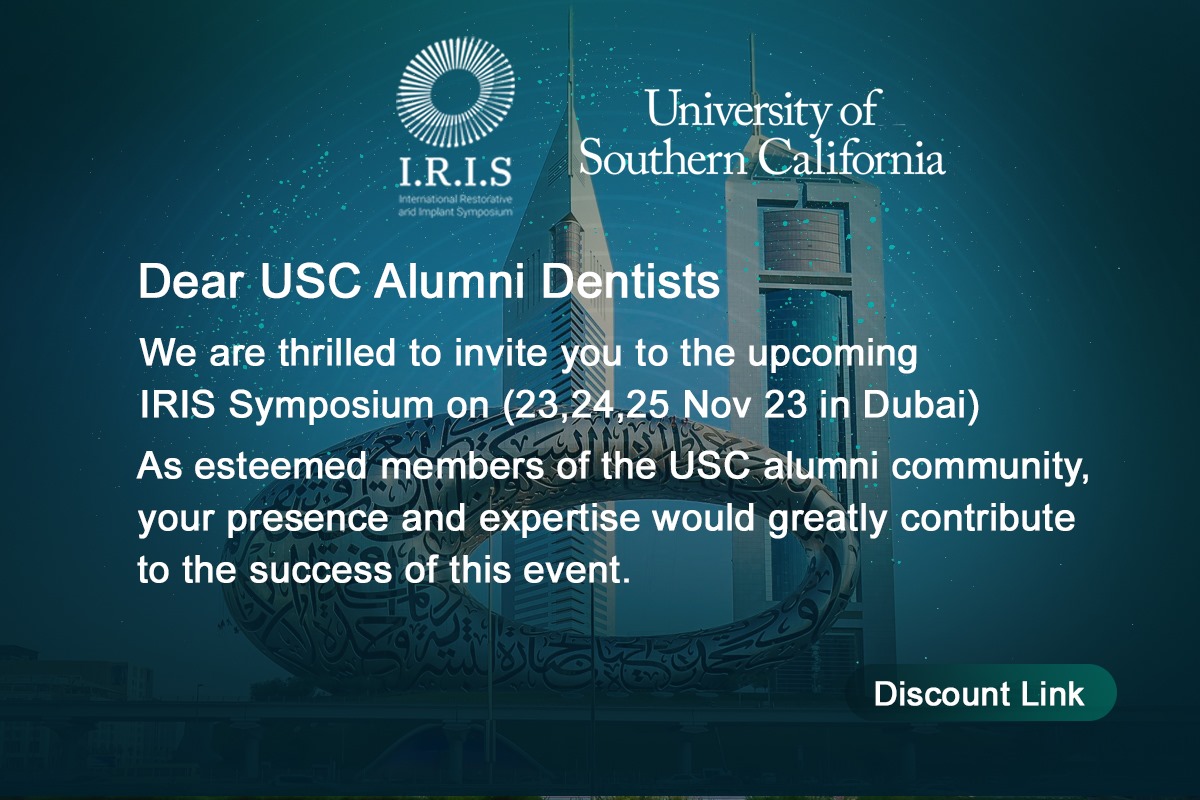 I.R.I.S
International Restorative
and Implant Symposium
University of
Southern California
Dear USC Alumni Dentists
We are thrilled to invite you to the upcoming
IRIS Symposium on (23,24,25 Nov 23 in Dubai)
As esteemed members of the USC alumni community,
your presence and expertise would greatly contribute
to the success of this event.
Discount Link